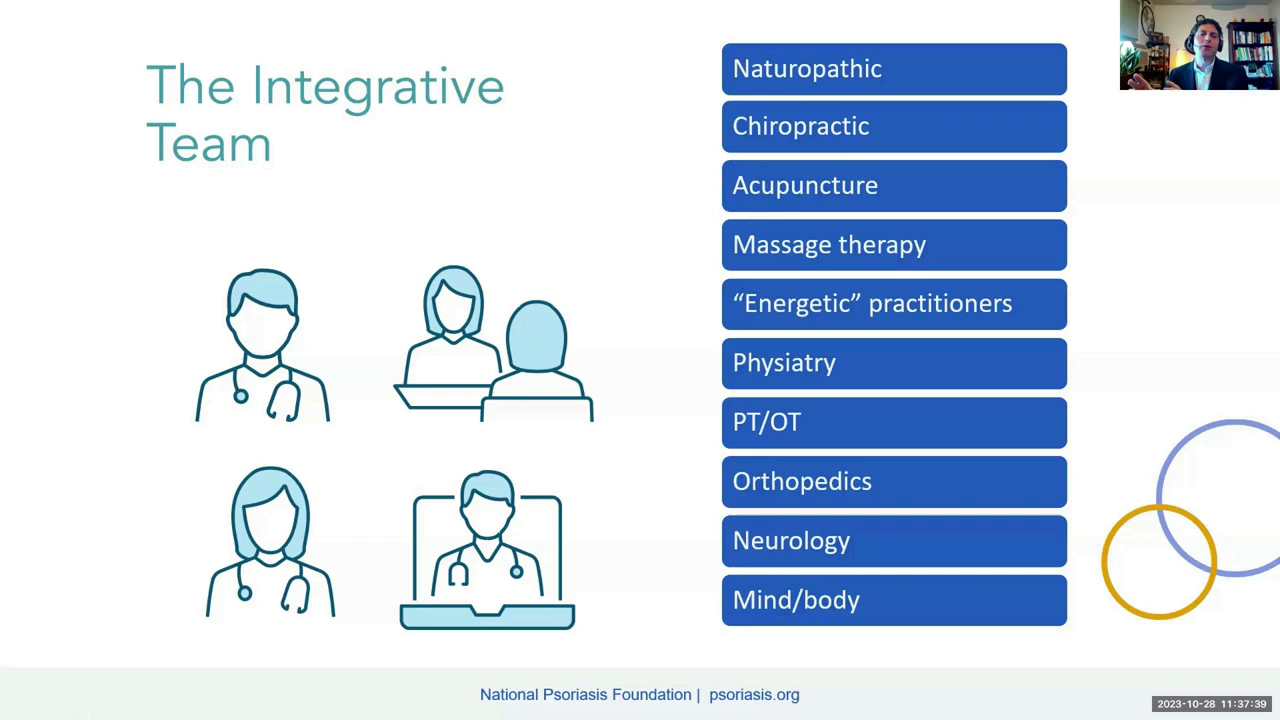 The Integrative
Team
Naturopathic
Chiropractic
Acupuncture
Massage therapy
“Energetic” practitioners
Physiatry
PT/OT
Orthopedics
Neurology
Mind/body
National Psoriasis Foundation | psoriasis.org
2023-10-28 11:37:39